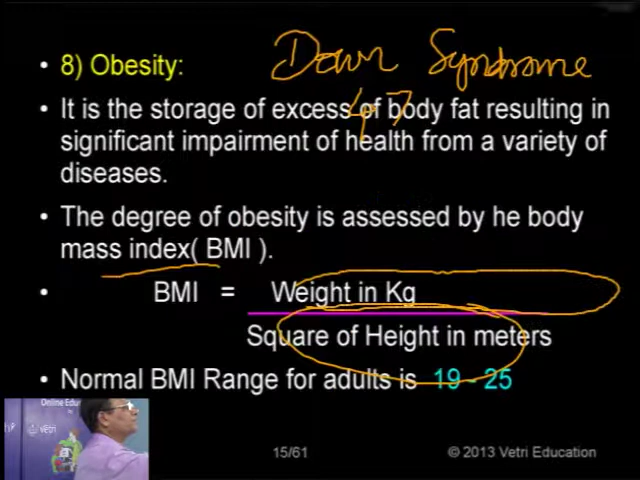 Down Syndrome
• 8) Obesity:
47
• It is the storage of excess of body fat resulting in
significant impairment of health from a variety of
diseases.
• The degree of obesity is assessed by he body
mass index( BMI ).
• BMI = Weight in Kg
Square of Height in meters
• Normal BMI Range for adults is 19 - 25
Online Edu
vetri
15/61
© 2013 Vetri Education